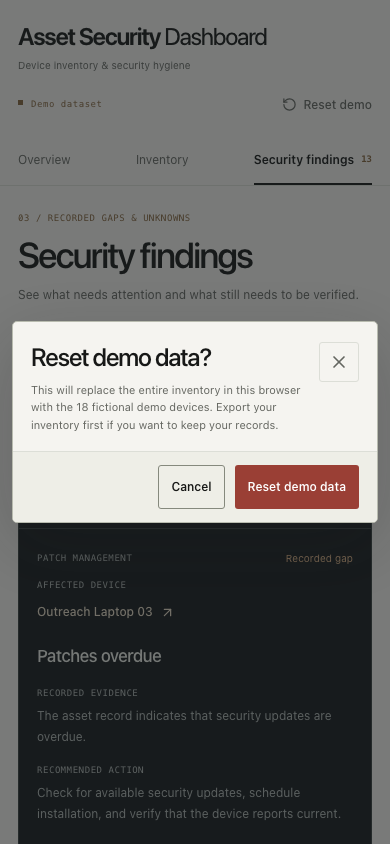 Asset Security Dashboard
Device inventory & security hygiene
Demo dataset
Reset demo
Overview
Inventory
Security findings 13
03 / RECORDED GAPS & UNKNOWNS
Security findings
See what needs attention and what still needs to be verified.
Reset demo data?
This will replace the entire inventory in this browser
with the 18 fictional demo devices. Export your
inventory first if you want to keep your records.
Cancel
Reset demo data
PATCH MANAGEMENT
Recorded gap
AFFECTED DEVICE
Outreach Laptop 03
Patches overdue
RECORDED EVIDENCE
The asset record indicates that security updates are
overdue.
RECOMMENDED ACTION
Check for available security updates, schedule
installation, and verify that the device reports current.